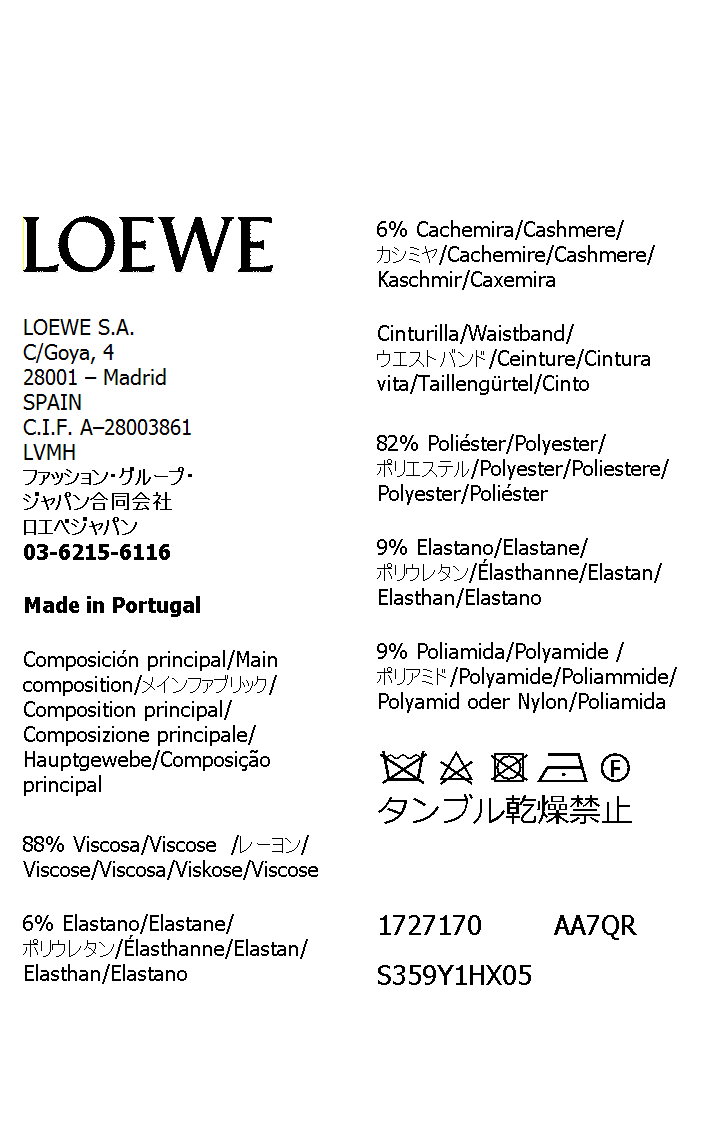 LOEWE
LOEWE S.A.
C/Goya, 4
28001 – Madrid
SPAIN
C.I.F. A–28003861
LVMH
ファッション・グループ・
ジャパン合同会社
ロエベジャパン
03-6215-6116
Made in Portugal
Composición principal/Main
composition/メインファブリック/
Composition principal/
Composizione principale/
Hauptgewebe/Composição
principal
88% Viscosa/Viscose /レーヨン/
Viscose/Viscosa/Viskose/Viscose
6% Elastano/Elastane/
ポリウレタン/Élasthanne/Elastan/
Elasthan/Elastano
6% Cachemira/Cashmere/
カシミヤ/Cachemire/Cashmere/
Kaschmir/Caxemira
Cinturilla/Waistband/
ウエストバンド/Ceinture/Cintura
vita/Taillengürtel/Cinto
82% Poliéster/Polyester/
ポリエステル/Polyester/Poliestere/
Polyester/Poliéster
9% Elastano/Elastane/
ポリウレタン/Élasthanne/Elastan/
Elasthan/Elastano
9% Poliamida/Polyamide /
ポリアミド/Polyamide/Poliammide/
Polyamid oder Nylon/Poliamida
F
タンブル乾燥禁止
1727170 AA7QR
S359Y1HX05